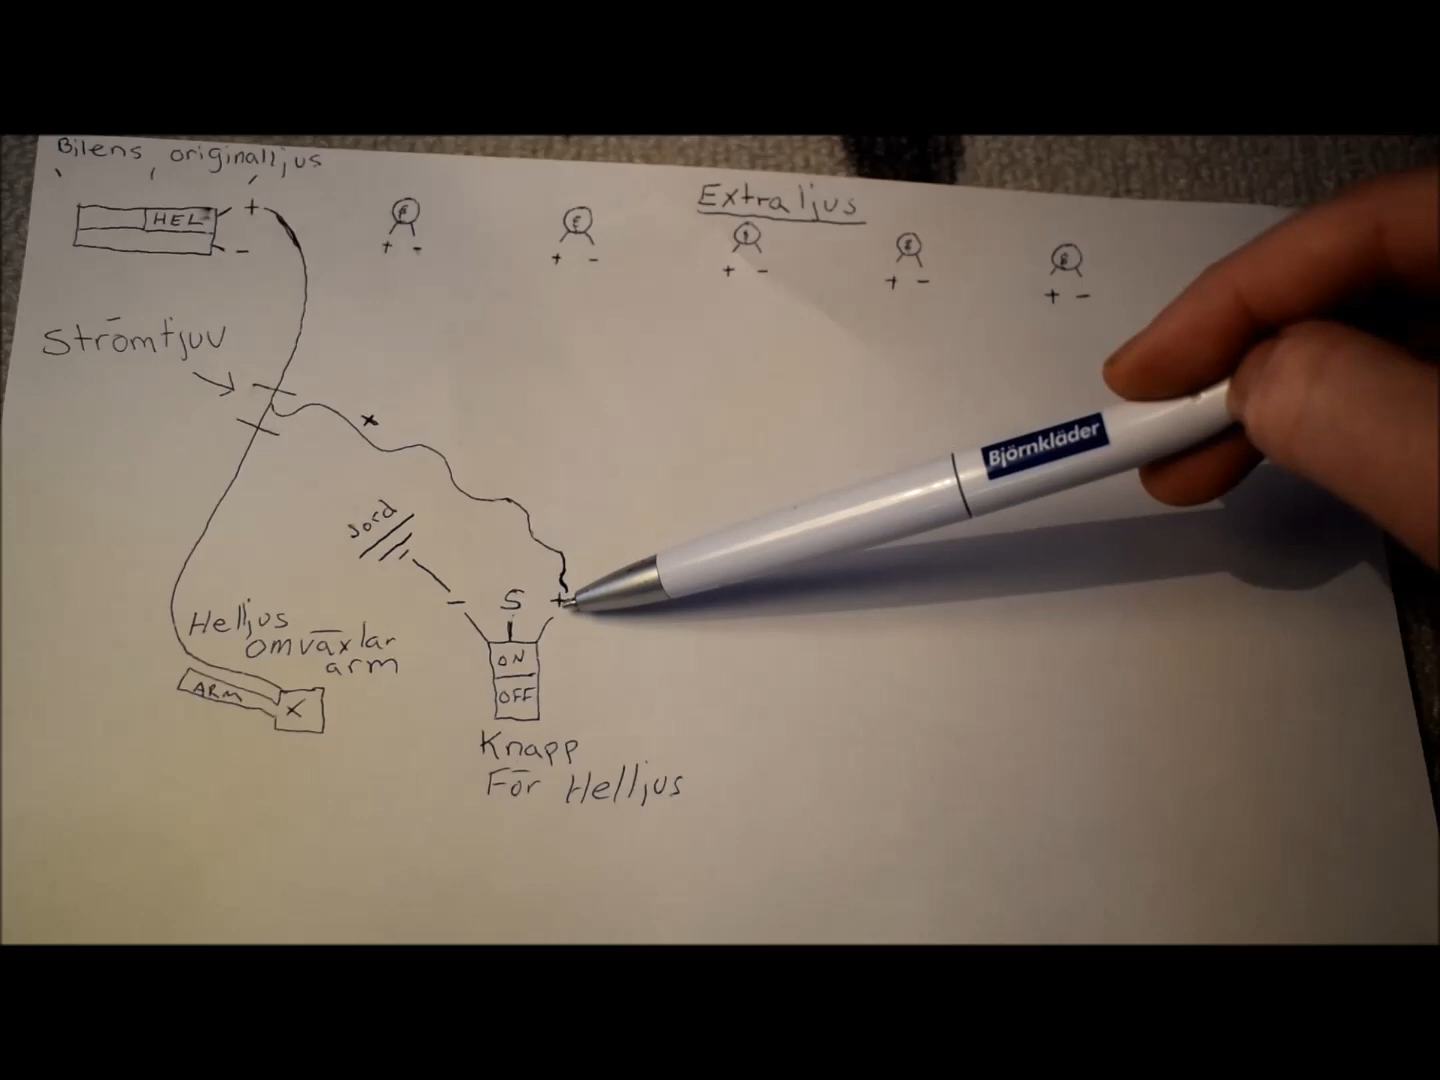 Bilens originalljus
Extraljus
HEL
+
-
E
+ -
E
+ -
E
+ -
E
+ -
E
+ -
Strömtjuv
+
Jord
- S +
ON
OFF
Helljus
omväxlar
arm
ARM X
Knapp
För Helljus
Björnkläder